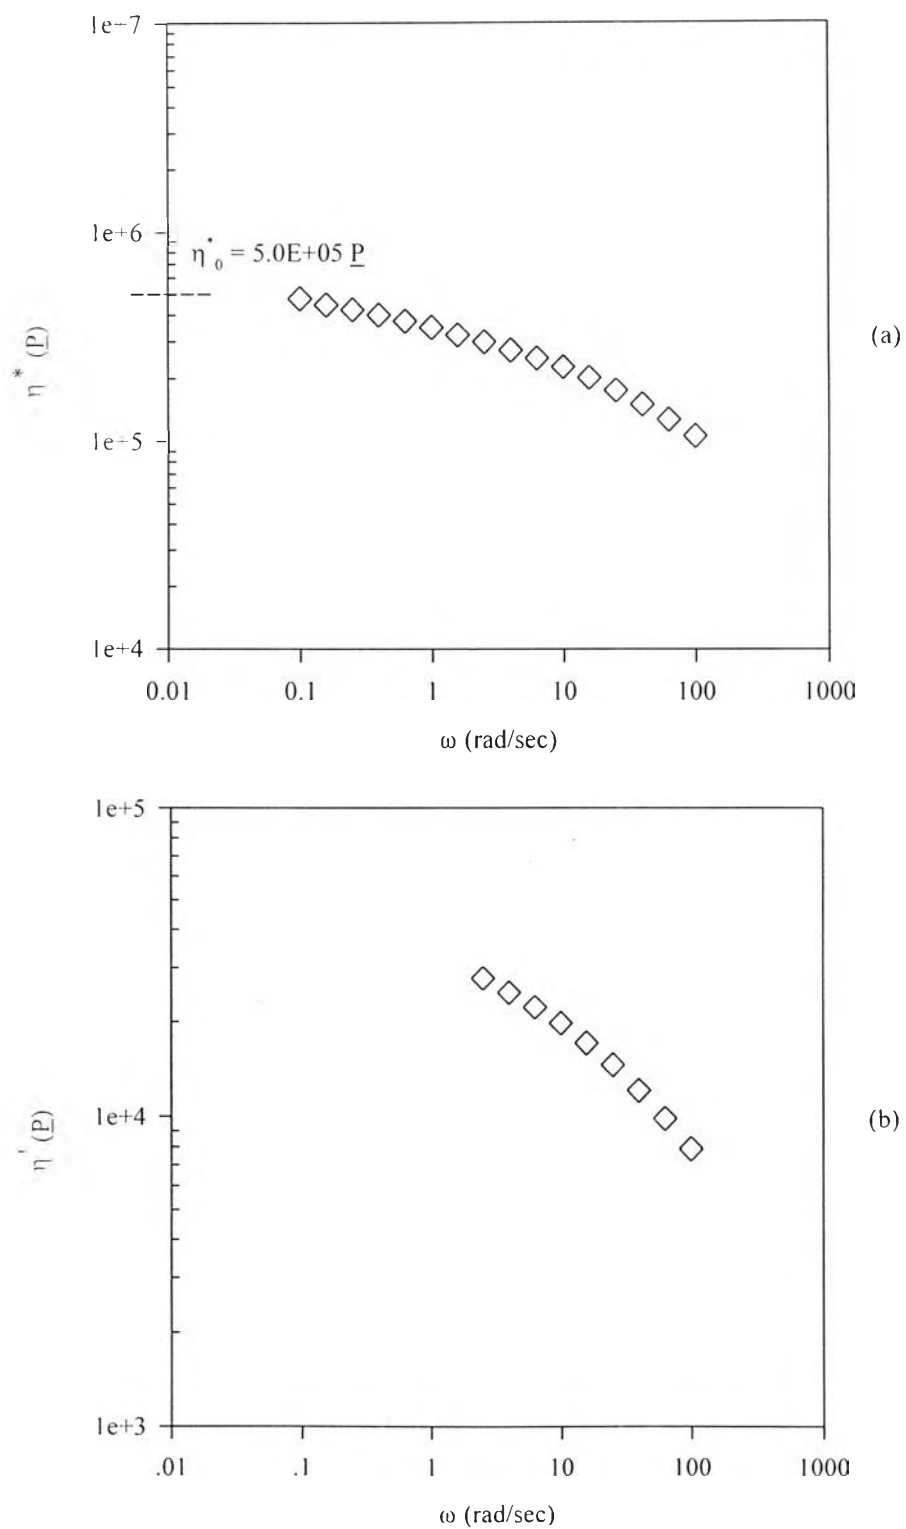 1e-7
1e+6
η*₀ = 5.0E+05 P
η* (P)
(a)
1e+5
1e+4
0.01 0.1 1 10 100 1000
ω (rad/sec)
1e+5
η' (P)
1e+4
(b)
1e+3
.01 .1 1 10 100 1000
ω (rad/sec)